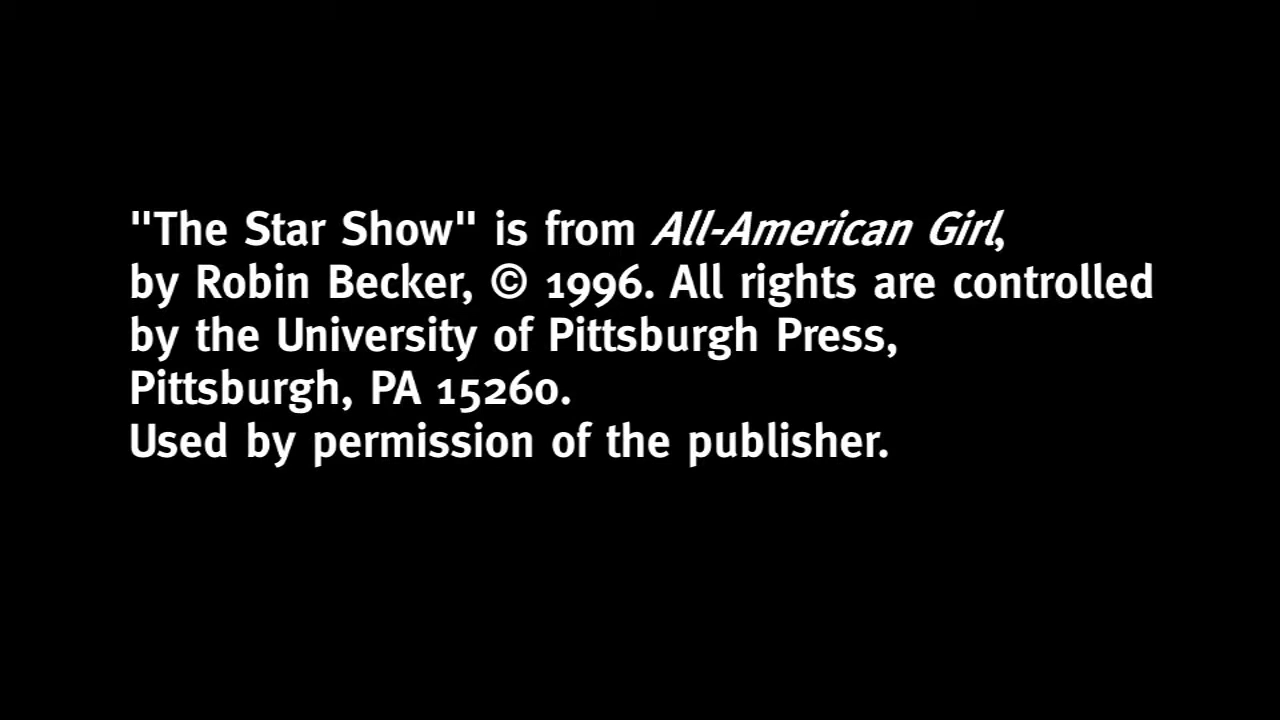 "The Star Show" is from All-American Girl,
by Robin Becker, © 1996. All rights are controlled
by the University of Pittsburgh Press,
Pittsburgh, PA 15260.
Used by permission of the publisher.